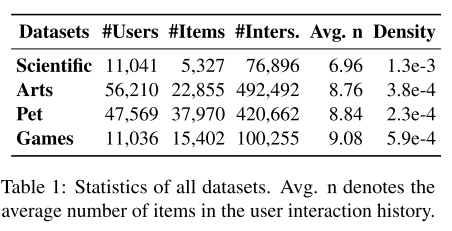 Datasets #Users #Items #Inters. Avg. n Density
Scientific 11,041 5,327 76,896 6.96 1.3e-3
Arts 56,210 22,855 492,492 8.76 3.8e-4
Pet 47,569 37,970 420,662 8.84 2.3e-4
Games 11,036 15,402 100,255 9.08 5.9e-4
Table 1: Statistics of all datasets. Avg. n denotes the
average number of items in the user interaction history.